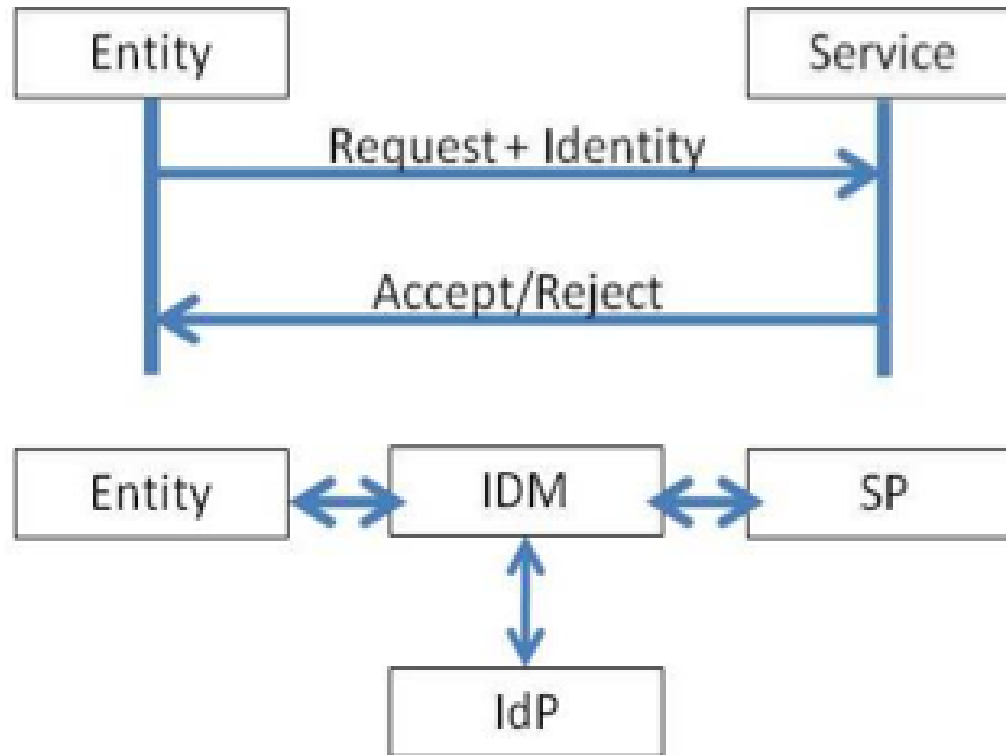 Entity
Service
Request + Identity
Accept/Reject
Entity
IDM
SP
IdP